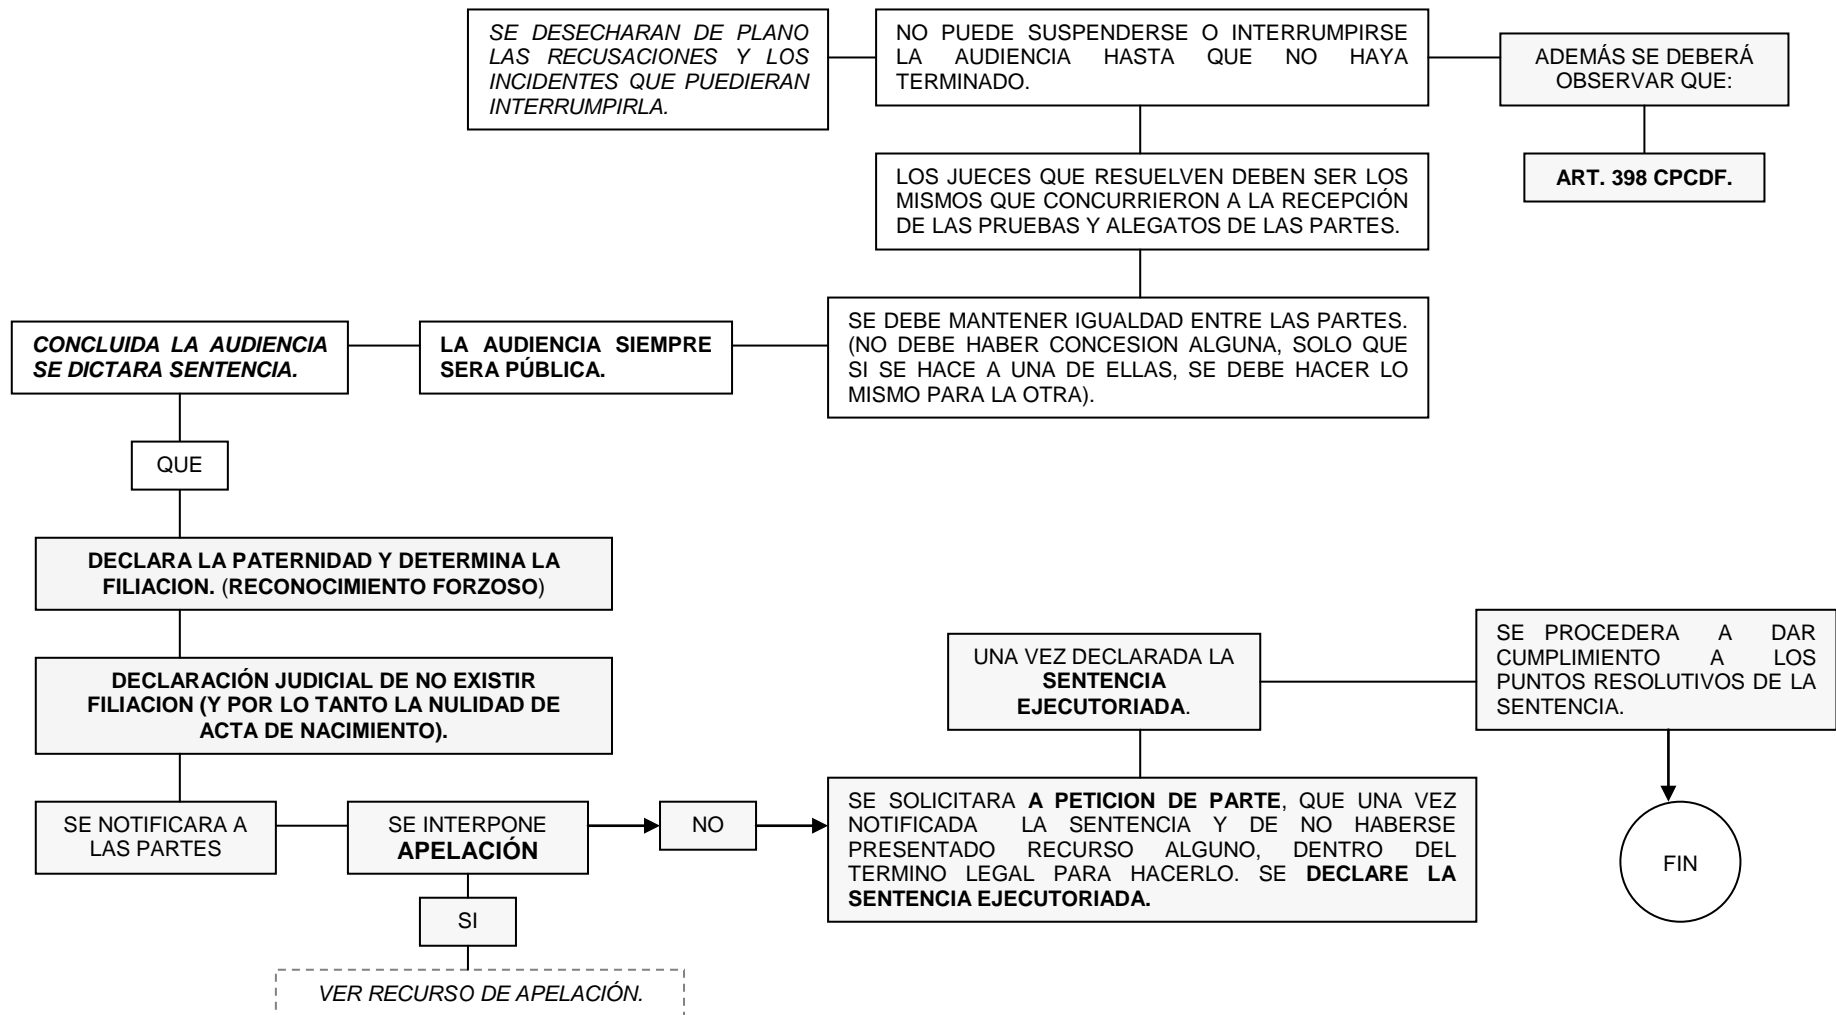 SE DESECHARAN DE PLANO
LAS RECUSACIONES Y LOS
INCIDENTES QUE PUEDIERAN
INTERRUMPIRLA.
NO PUEDE SUSPENDERSE O INTERRUMPIRSE
LA AUDIENCIA HASTA QUE NO HAYA
TERMINADO.
ADEMÁS SE DEBERÁ
OBSERVAR QUE:
ART. 398 CPCDF.
LOS JUECES QUE RESUELVEN DEBEN SER LOS
MISMOS QUE CONCURRIERON A LA RECEPCIÓN
DE LAS PRUEBAS Y ALEGATOS DE LAS PARTES.
SE DEBE MANTENER IGUALDAD ENTRE LAS PARTES.
(NO DEBE HABER CONCESION ALGUNA, SOLO QUE
SI SE HACE A UNA DE ELLAS, SE DEBE HACER LO
MISMO PARA LA OTRA).
LA AUDIENCIA SIEMPRE
SERA PÚBLICA.
CONCLUIDA LA AUDIENCIA
SE DICTARA SENTENCIA.
QUE
DECLARA LA PATERNIDAD Y DETERMINA LA
FILIACION. (RECONOCIMIENTO FORZOSO)
DECLARACIÓN JUDICIAL DE NO EXISTIR
FILIACION (Y POR LO TANTO LA NULIDAD DE
ACTA DE NACIMIENTO).
SE NOTIFICARA A
LAS PARTES
SE INTERPONE
APELACIÓN
SI
VER RECURSO DE APELACIÓN.
NO
SE SOLICITARA A PETICION DE PARTE, QUE UNA VEZ
NOTIFICADA LA SENTENCIA Y DE NO HABERSE
PRESENTADO RECURSO ALGUNO, DENTRO DEL
TERMINO LEGAL PARA HACERLO. SE DECLARE LA
SENTENCIA EJECUTORIADA.
UNA VEZ DECLARADA LA
SENTENCIA
EJECUTORIADA.
SE PROCEDERA A DAR
CUMPLIMIENTO A LOS
PUNTOS RESOLUTIVOS DE LA
SENTENCIA.
FIN